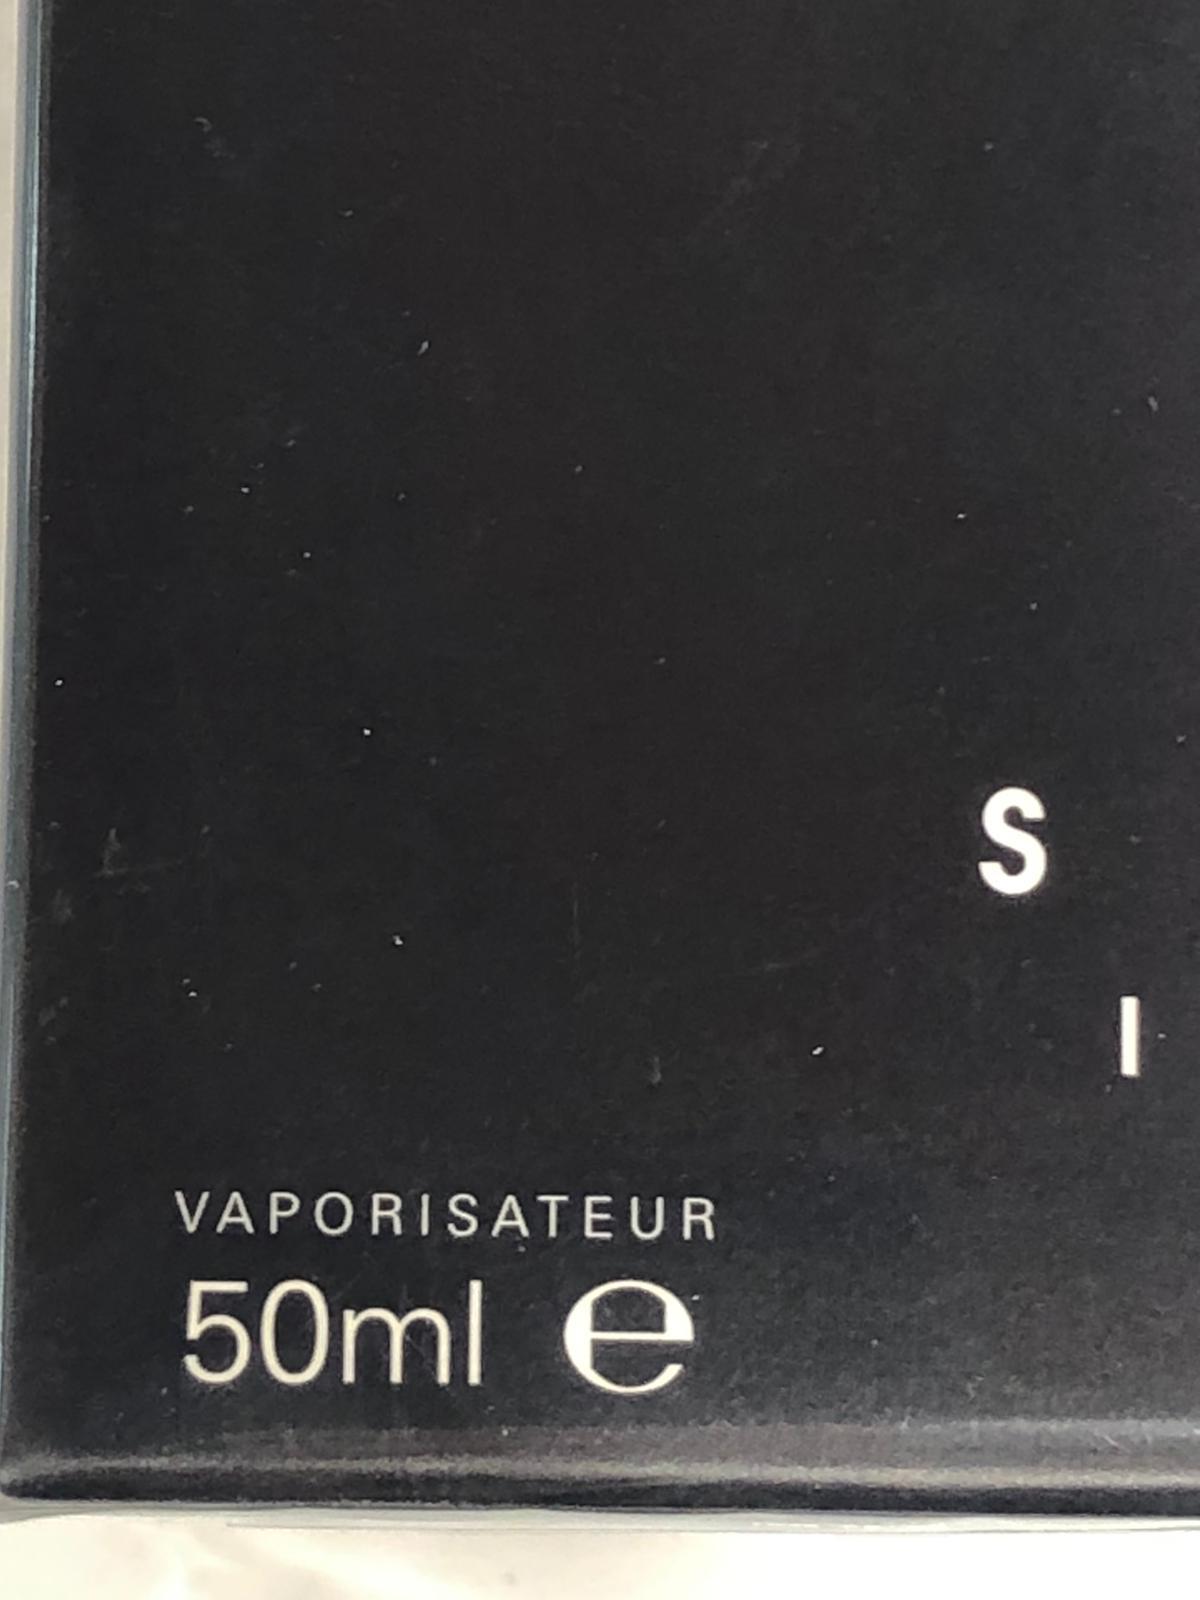 S
I
VAPORISATEUR
50ml ℮